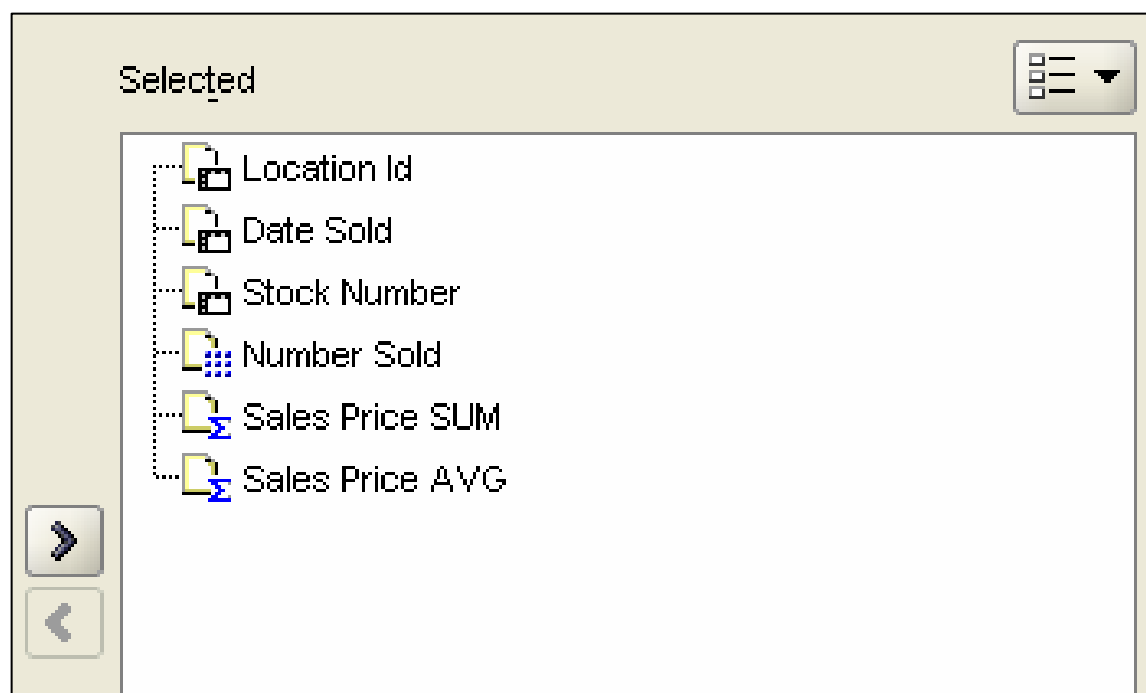 Selected
Location Id
Date Sold
Stock Number
Number Sold
Sales Price SUM
Sales Price AVG